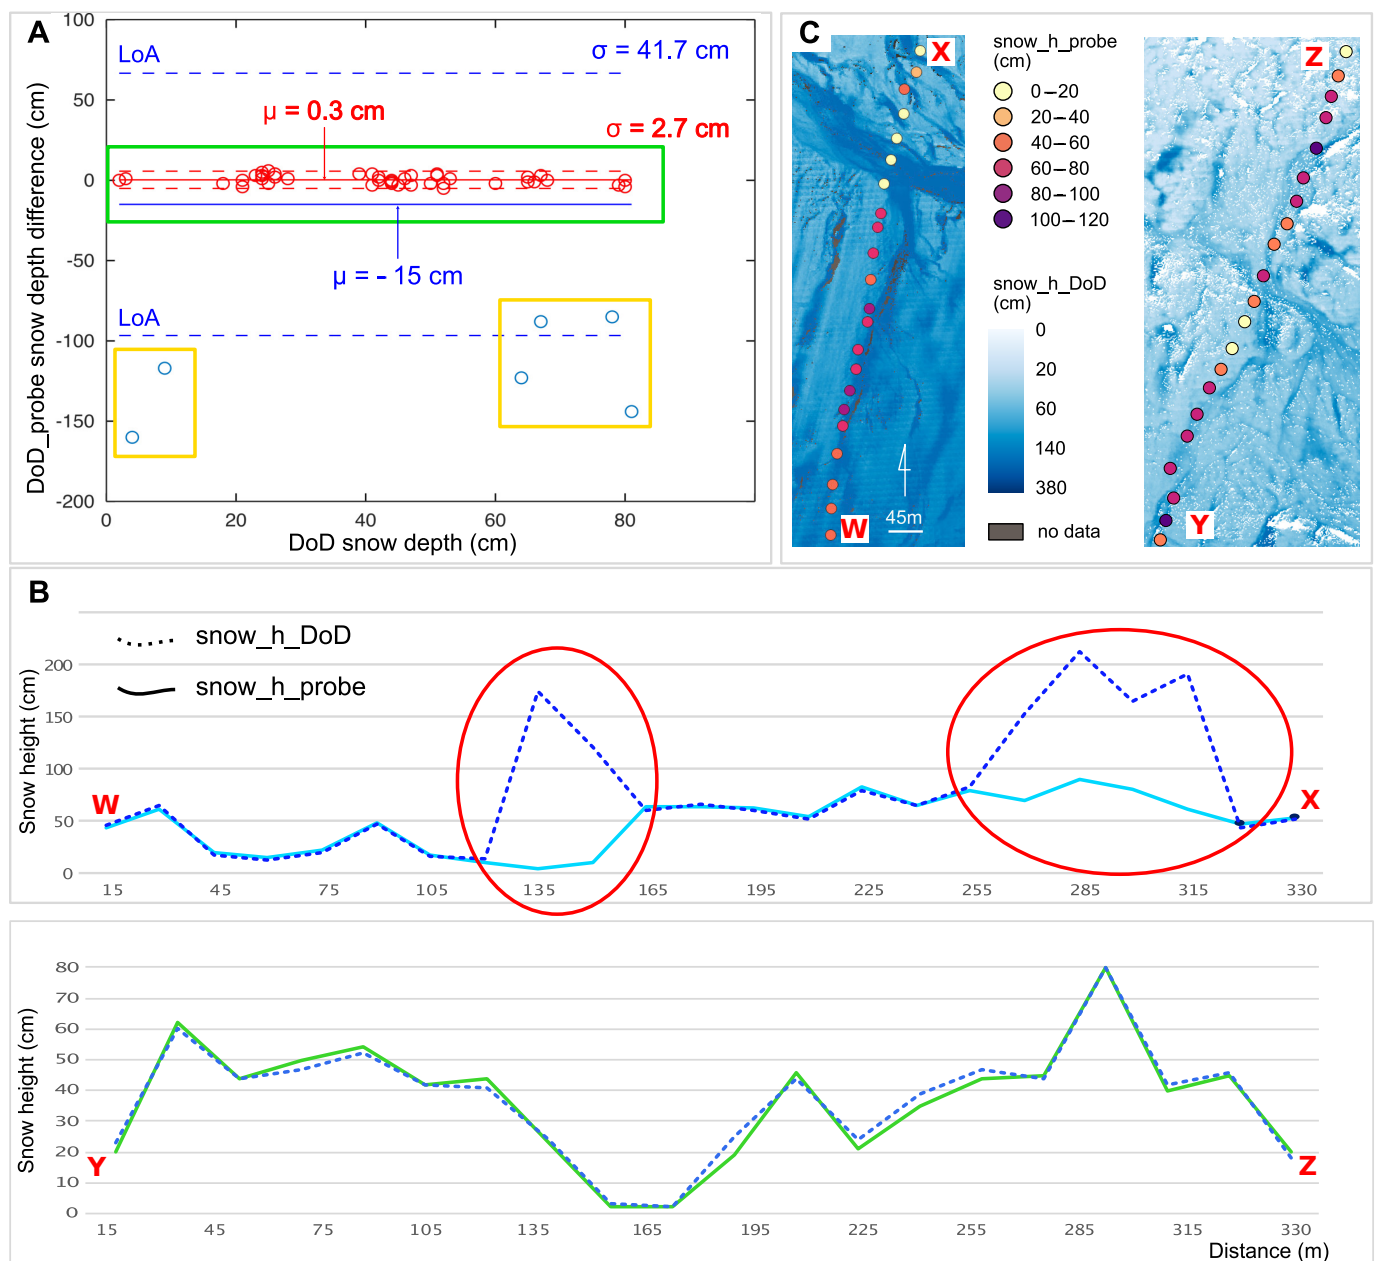 A
100
50
0
-50
-100
-150
-200
DoD_probe snow depth difference (cm)
LoA
σ = 41.7 cm
μ = 0.3 cm
σ = 2.7 cm
μ = - 15 cm
LoA
0 20 40 60 80
DoD snow depth (cm)
C
X
W
45m
snow_h_probe
(cm)
0–20
20–40
40–60
60–80
80–100
100–120
snow_h_DoD
(cm)
0
20
60
140
380
no data
Z
Y
B
snow_h_DoD
snow_h_probe
Snow height (cm)
200
150
100
50
0
W
X
15 45 75 105 135 165 195 225 255 285 315 330
Snow height (cm)
80
70
60
50
40
30
20
10
0
Y
Z
15 45 75 105 135 165 195 225 255 285 315 330
Distance (m)